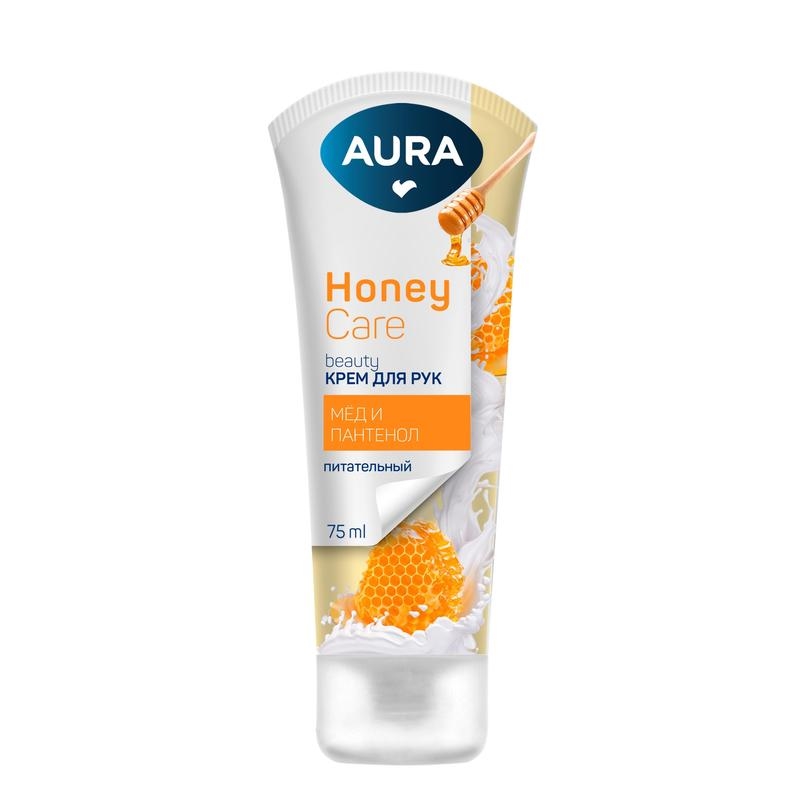 AURA
Honey
Care
beauty
КРЕМ ДЛЯ РУК
МЁД И
ПАНТЕНОЛ
питательный
75 ml